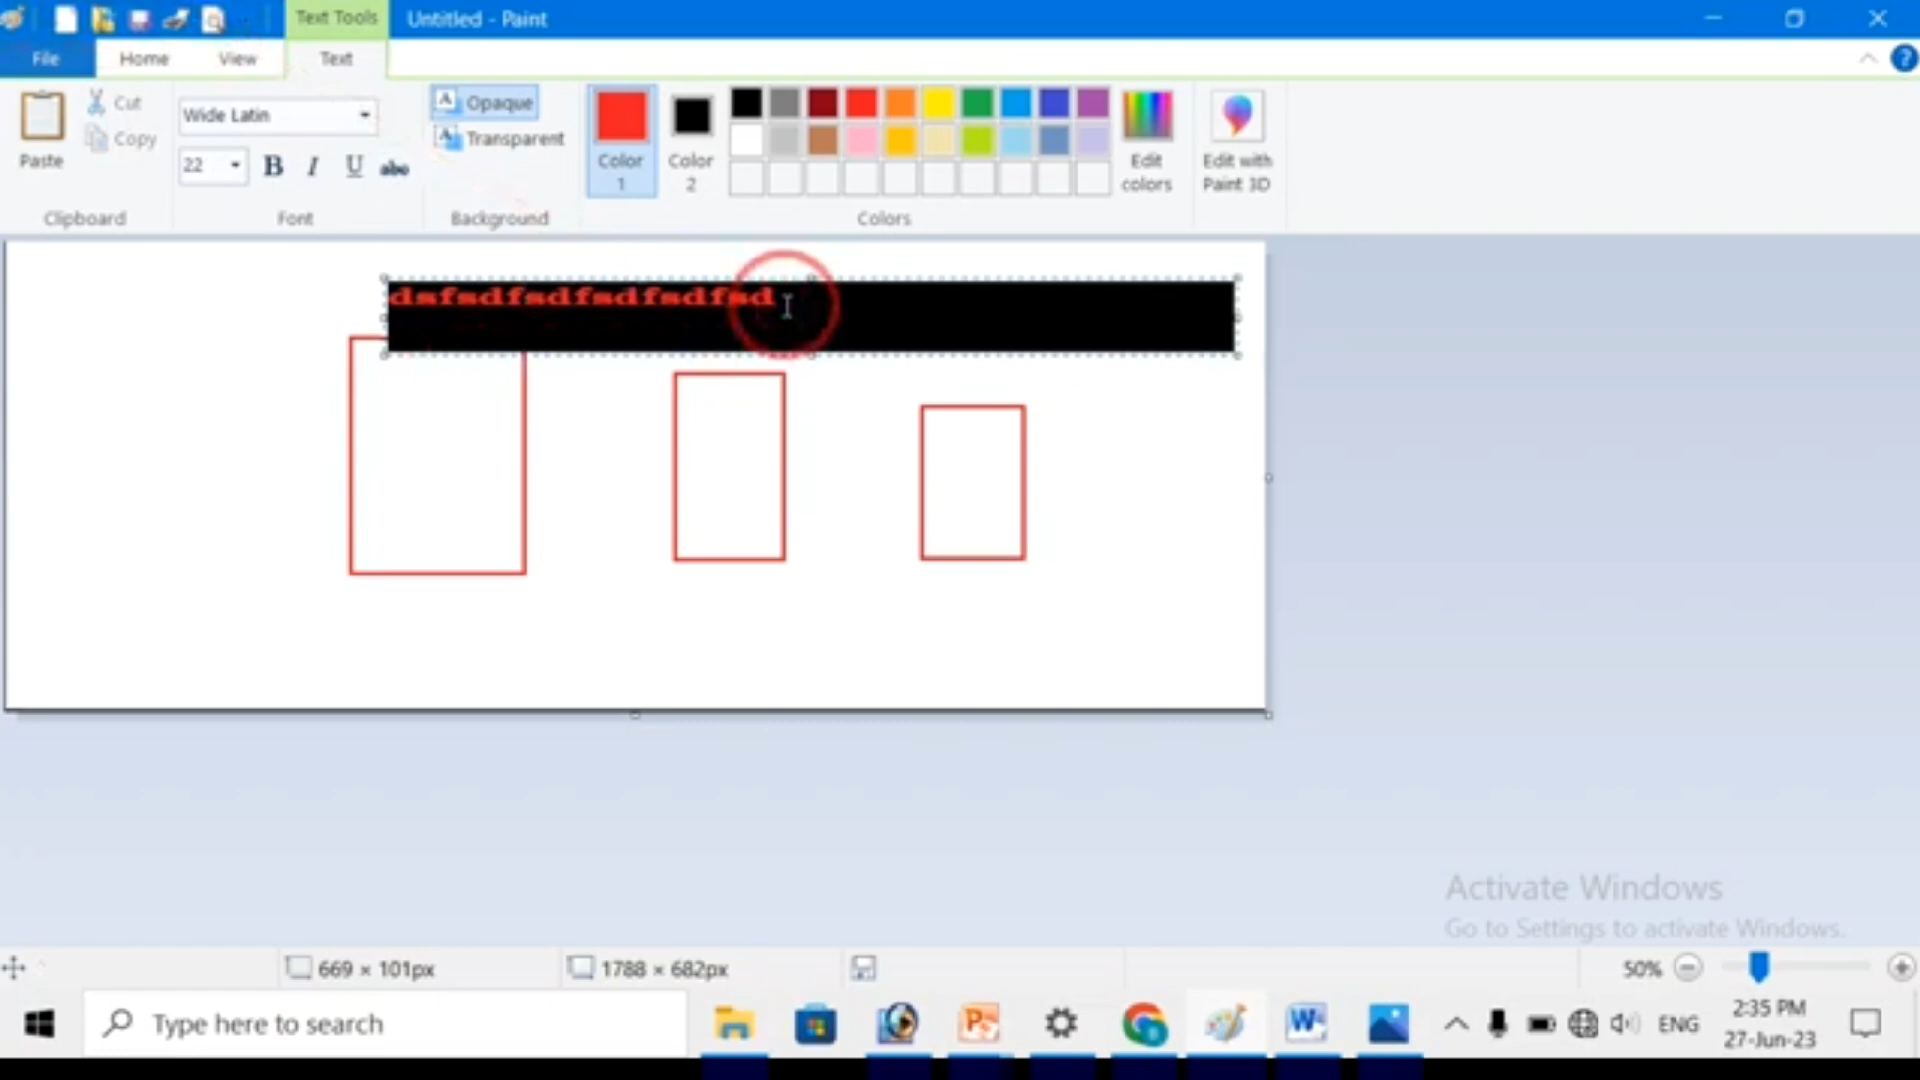 Text Tools
Untitled - Paint
File
Home
View
Text
Paste
Cut
Copy
Clipboard
Wide Latin
22
B I U abc
Font
Opaque
Transparent
Background
Color
1
Color
2
Edit
colors
Colors
Edit with
Paint 3D
dsfsdfsdfsdfsdfsd
Activate Windows
Go to Settings to activate Windows.
669 × 101px
1788 × 682px
50%
Type here to search
ENG
2:35 PM
27-Jun-23